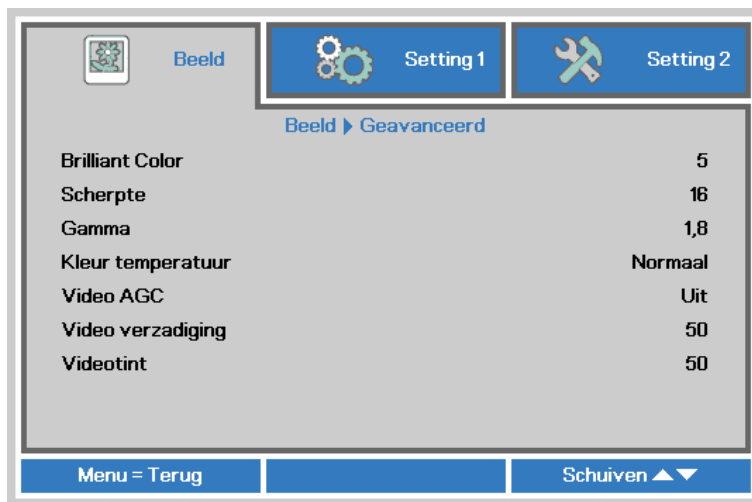 Beeld Setting 1 Setting 2
Beeld Geavanceerd
Brilliant Color 5
Scherpte 16
Gamma 1,8
Kleur temperatuur Normaal
Video AGC Uit
Video verzadiging 50
Videotint 50
Menu = Terug Schuiven